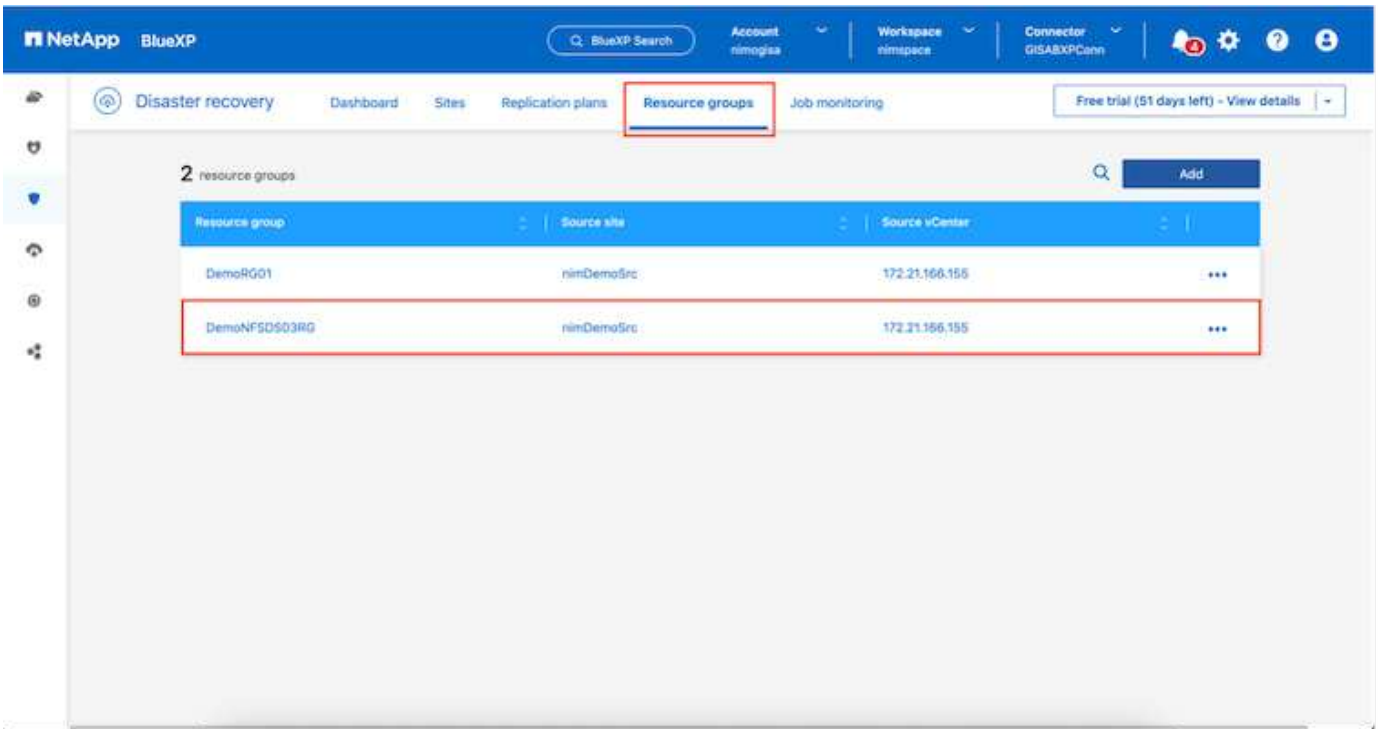 NetApp BlueXP
BlueXP Search
Account
nimogisa
Workspace
nimspace
Connector
GISABXPConn
4
Disaster recovery
Dashboard
Sites
Replication plans
Resource groups
Job monitoring
Free trial (51 days left) - View details
2 resource groups
Add
Resource group
Source site
Source vCenter
DemoRG01
nimDemoSrc
172.21.166.155
DemoNFSDS03RG
nimDemoSrc
172.21.166.155